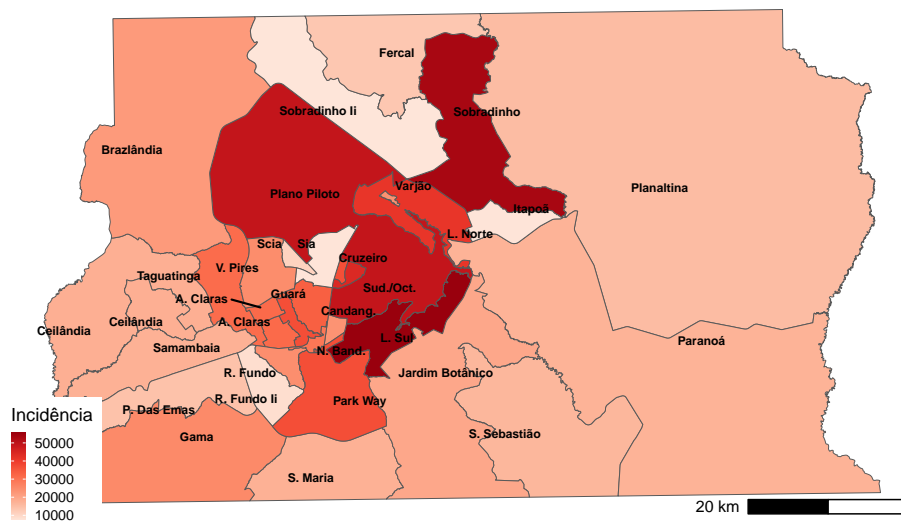 Fercal
Sobradinho Ii
Sobradinho
Brazlândia
Plano Piloto
Varjão
Planaltina
Itapoã
L. Norte
Scia
Sia
Cruzeiro
V. Pires
Taguatinga
Guará
Sud./Oct.
A. Claras
Candang.
Ceilândia
Ceilândia
A. Claras
L. Sul
Samambaia
N. Band.
Paranoá
R. Fundo
Jardim Botânico
R. Fundo Ii
Park Way
P. Das Emas
Gama
S. Sebastião
S. Maria
Incidência
50000
40000
30000
20000
10000
20 km